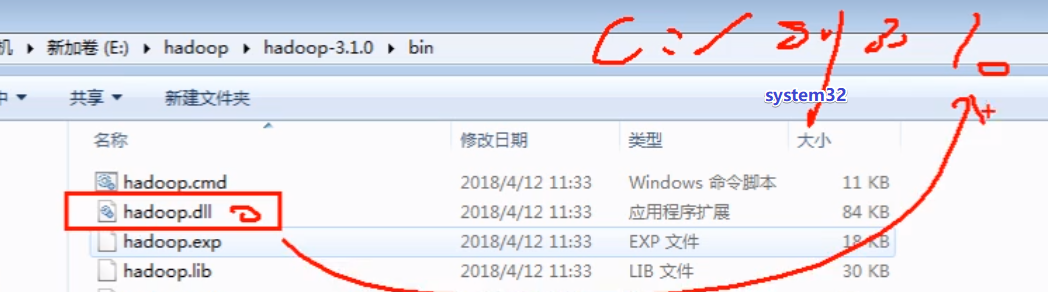 机 ▸ 新加卷 (E:) ▸ hadoop ▸ hadoop-3.1.0 ▸ bin
C:/
中 ▾ 共享 ▾ 新建文件夹
system32
名称 修改日期 类型 大小
hadoop.cmd 2018/4/12 11:33 Windows 命令脚本 11 KB
hadoop.dll 2018/4/12 11:33 应用程序扩展 84 KB
hadoop.exp 2018/4/12 11:33 EXP 文件 18 KB
hadoop.lib 2018/4/12 11:33 LIB 文件 30 KB